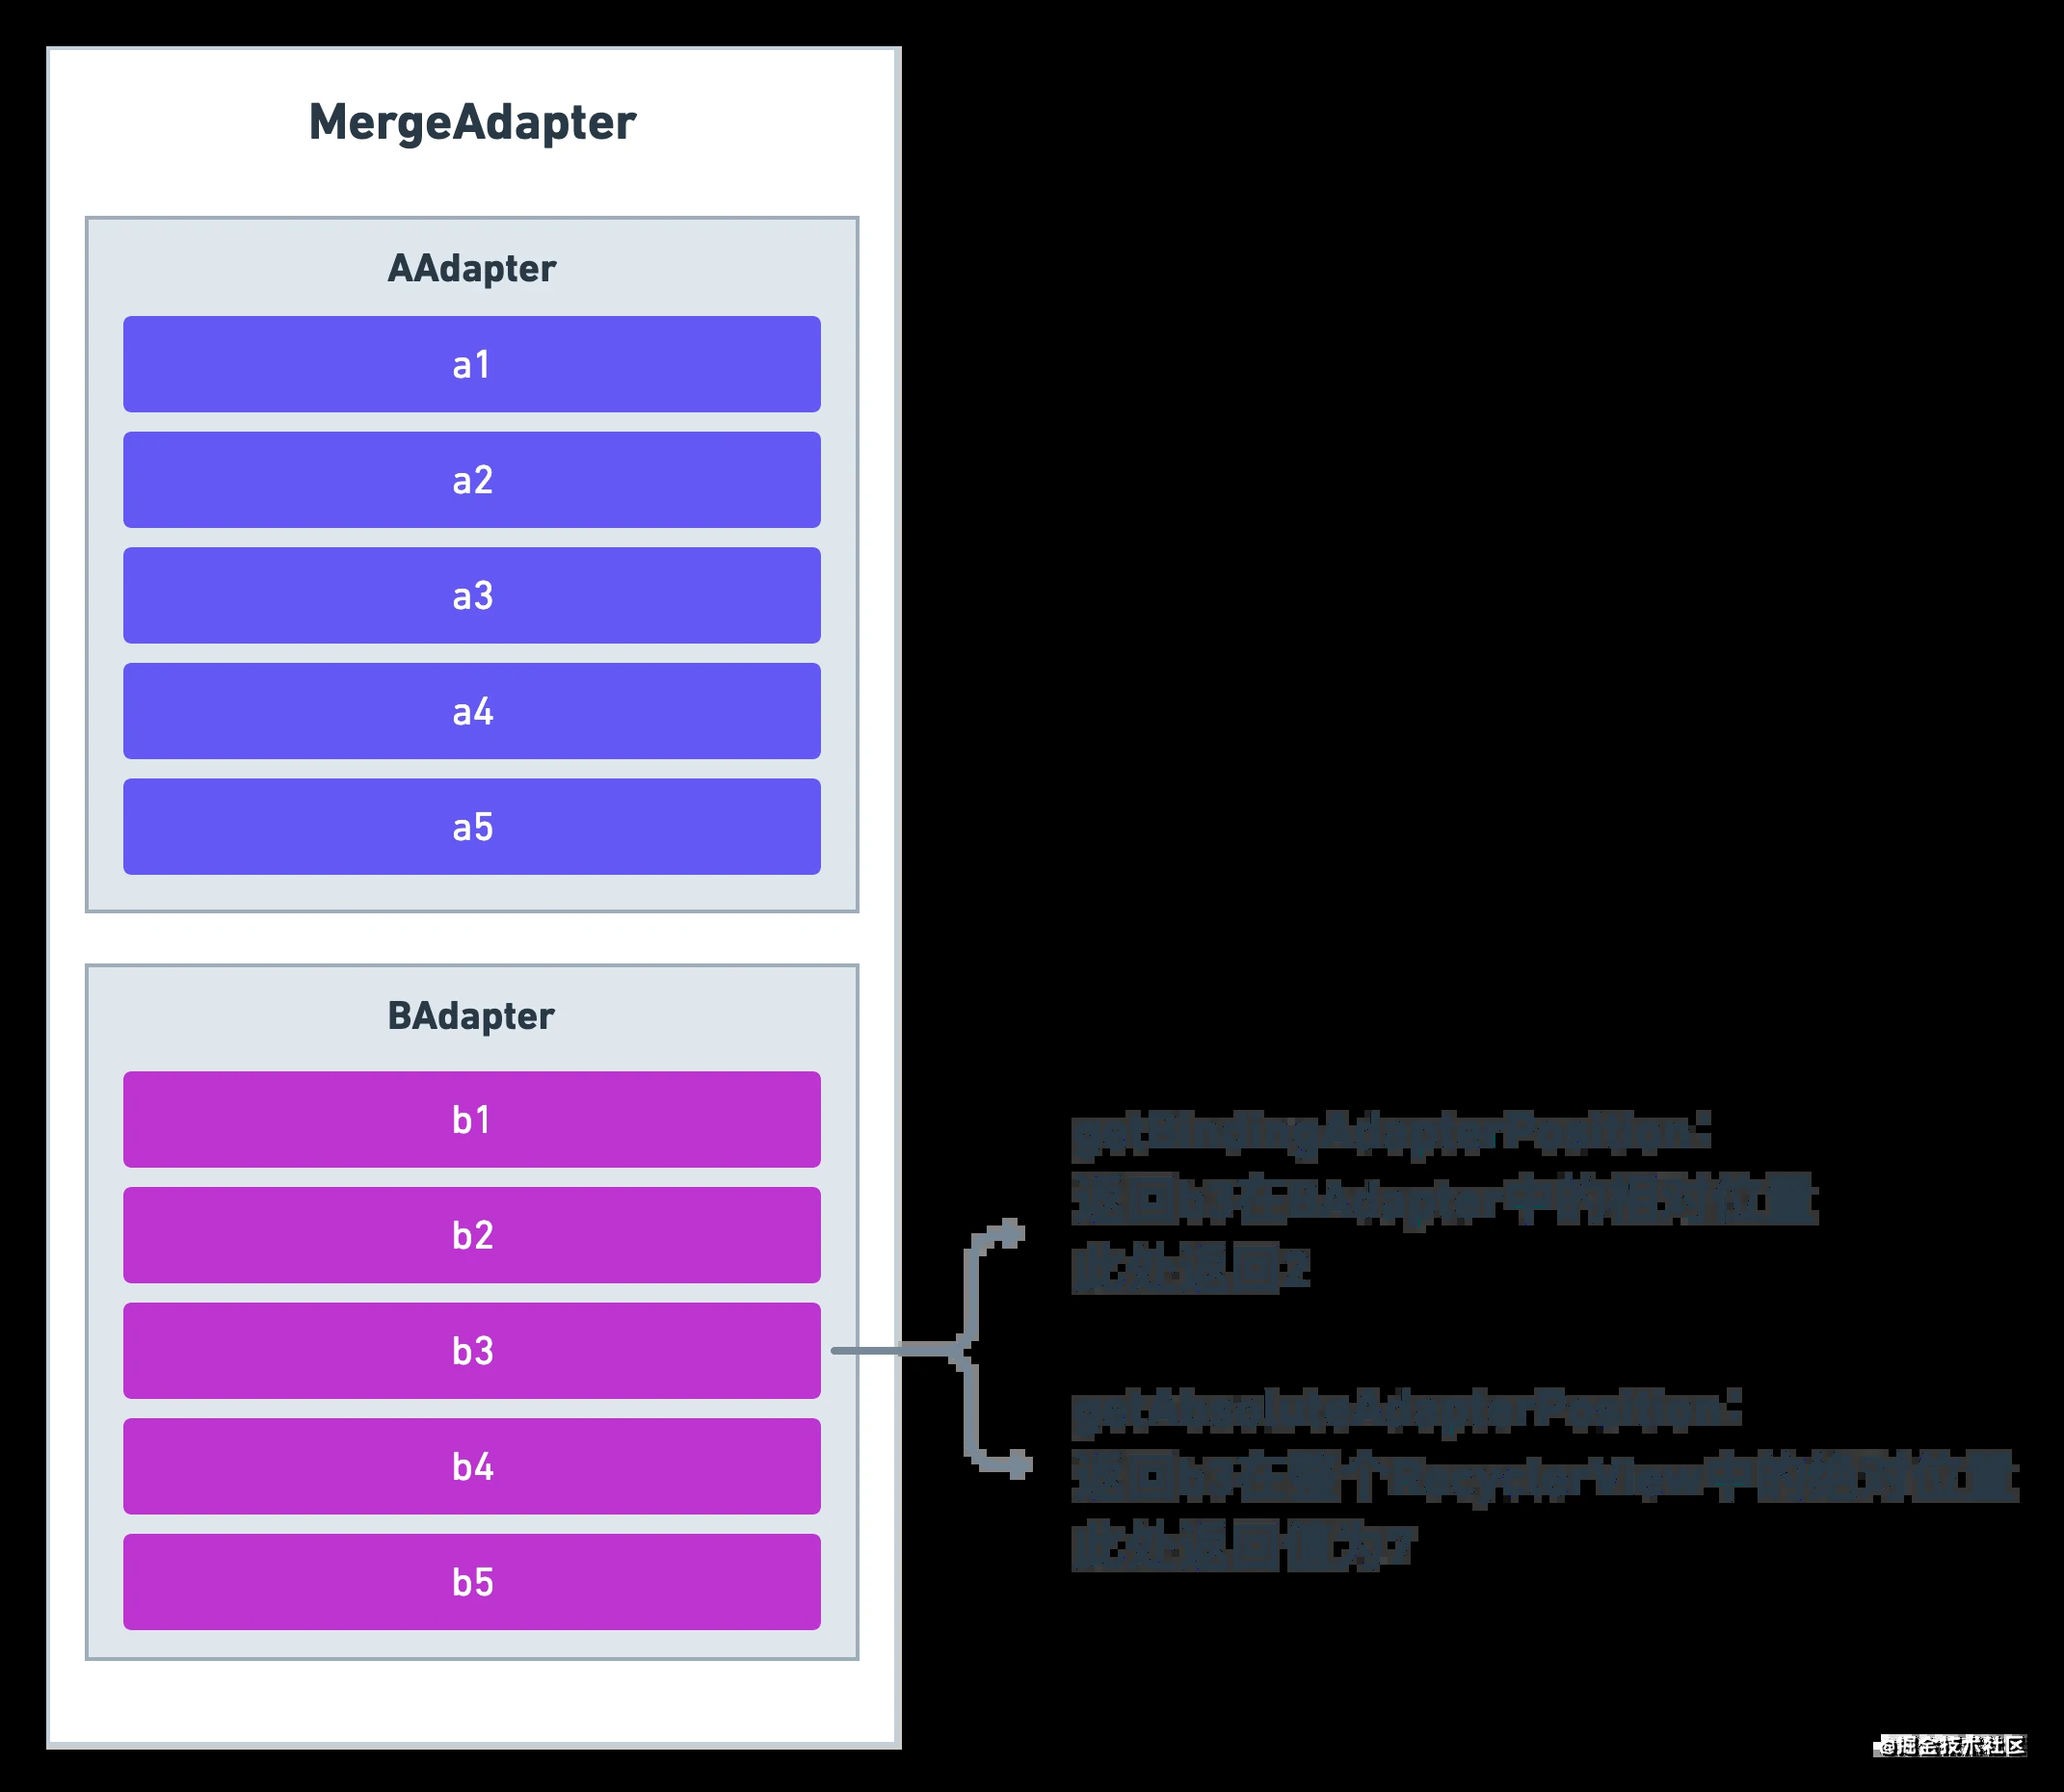 MergeAdapter
AAdapter
a1
a2
a3
a4
a5
BAdapter
b1
b2
b3
b4
b5
getBindingAdapterPosition:
返回b3在BAdapter中的相对位置
此处返回2
getAbsoluteAdapterPosition:
返回b3在整个RecyclerView中的绝对位置
此处返回值为7
@掘金技术社区